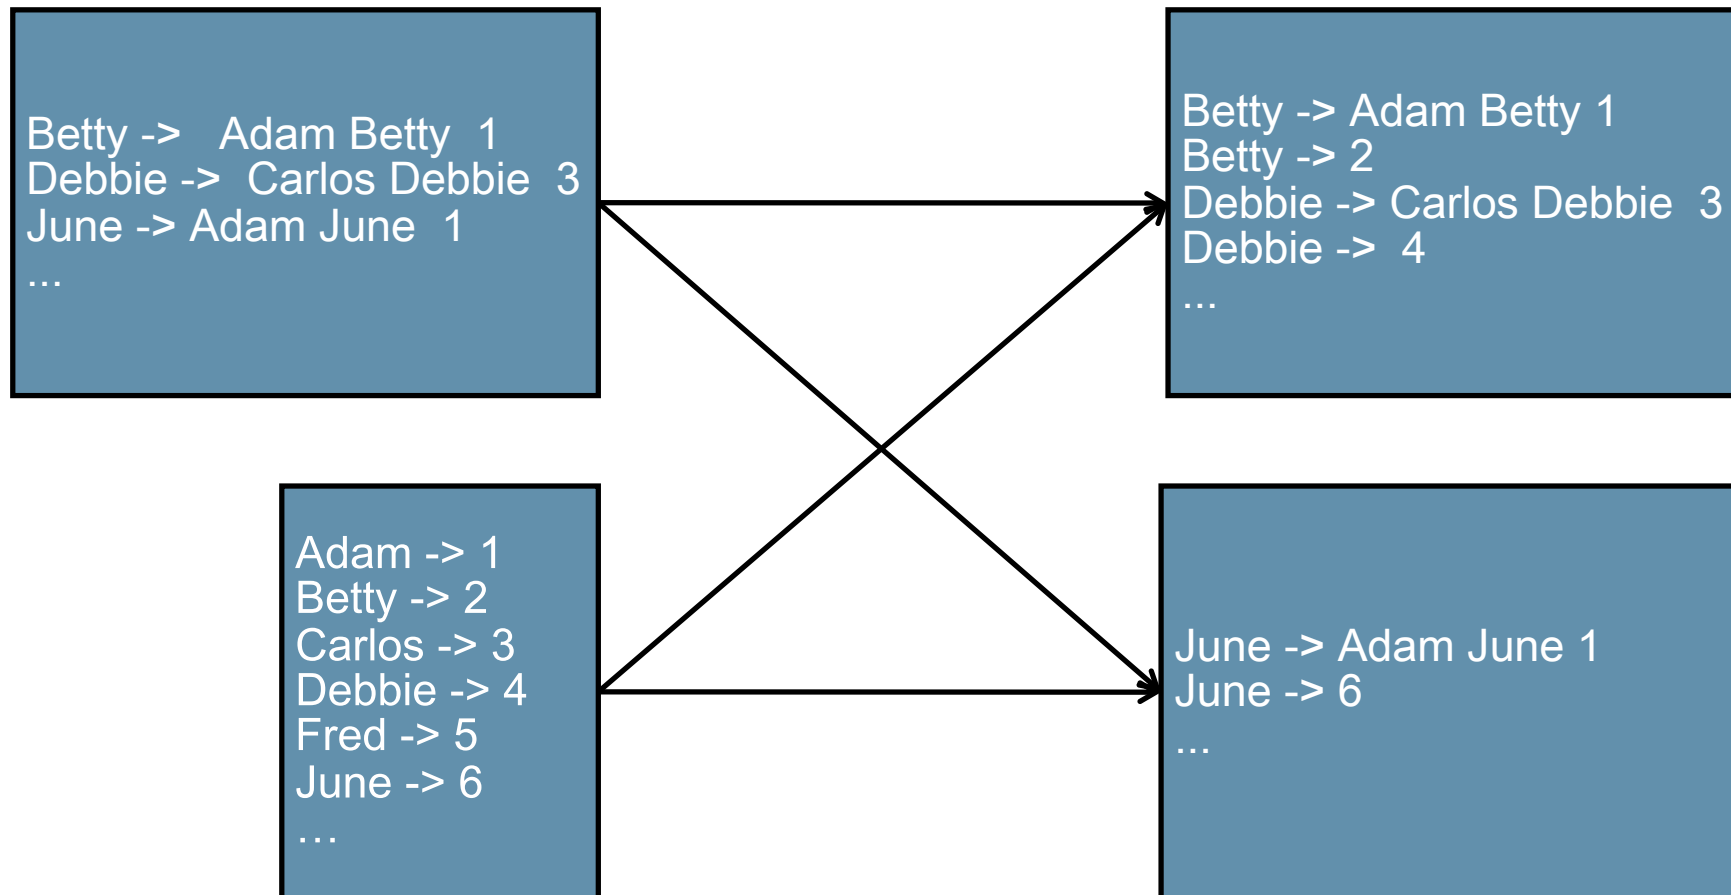 Betty -> Adam Betty 1
Debbie -> Carlos Debbie 3
June -> Adam June 1
...
Betty -> Adam Betty 1
Betty -> 2
Debbie -> Carlos Debbie 3
Debbie -> 4
...
Adam -> 1
Betty -> 2
Carlos -> 3
Debbie -> 4
Fred -> 5
June -> 6
…
June -> Adam June 1
June -> 6
...